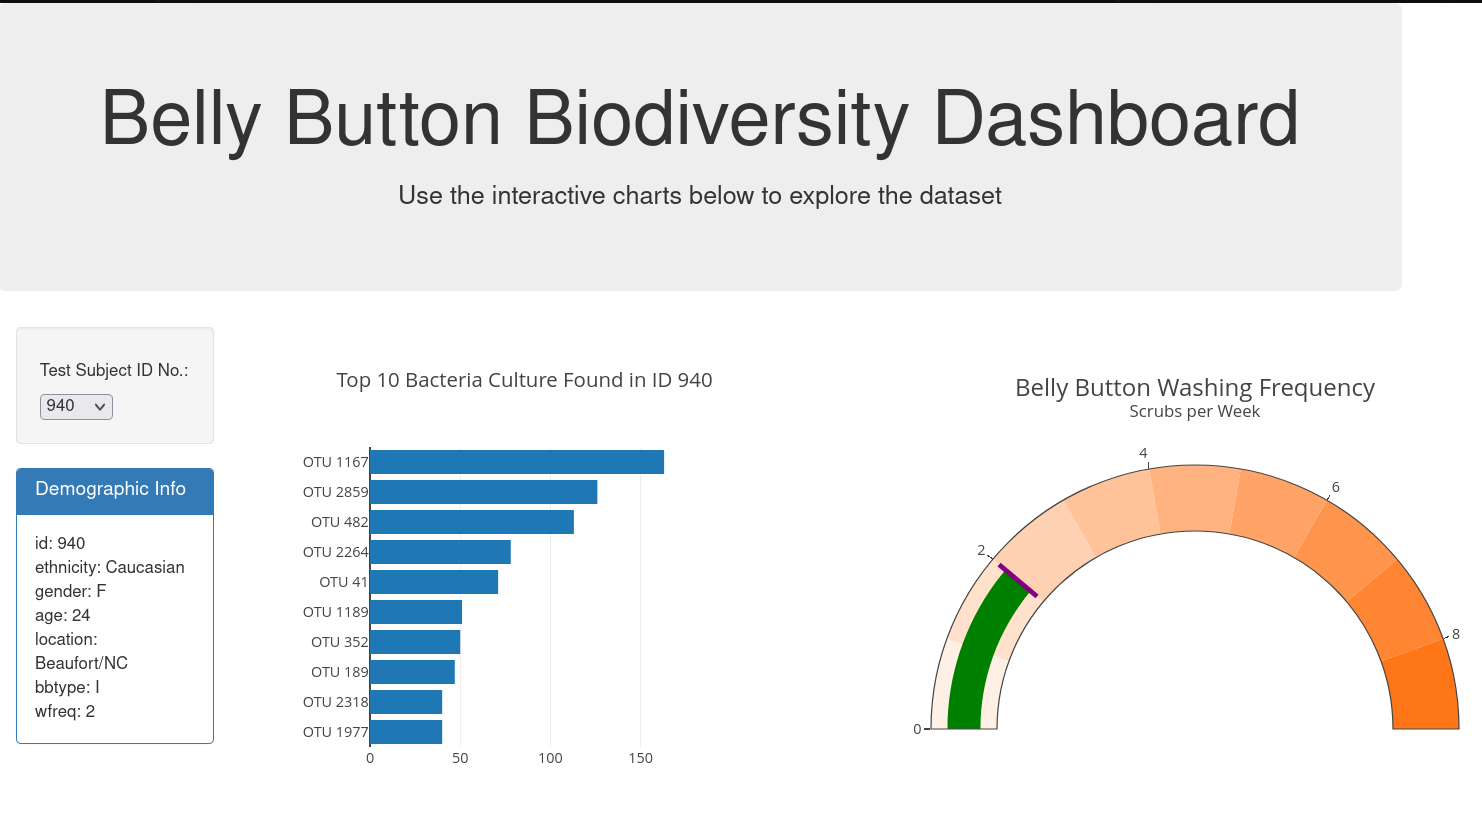 Belly Button Biodiversity Dashboard
Use the interactive charts below to explore the dataset
Test Subject ID No.:
940
Demographic Info
id: 940
ethnicity: Caucasian
gender: F
age: 24
location:
Beaufort/NC
bbtype: I
wfreq: 2
Top 10 Bacteria Culture Found in ID 940
OTU 1167
OTU 2859
OTU 482
OTU 2264
OTU 41
OTU 1189
OTU 352
OTU 189
OTU 2318
OTU 1977
0 50 100 150
Belly Button Washing Frequency
Scrubs per Week
0
2
4
6
8